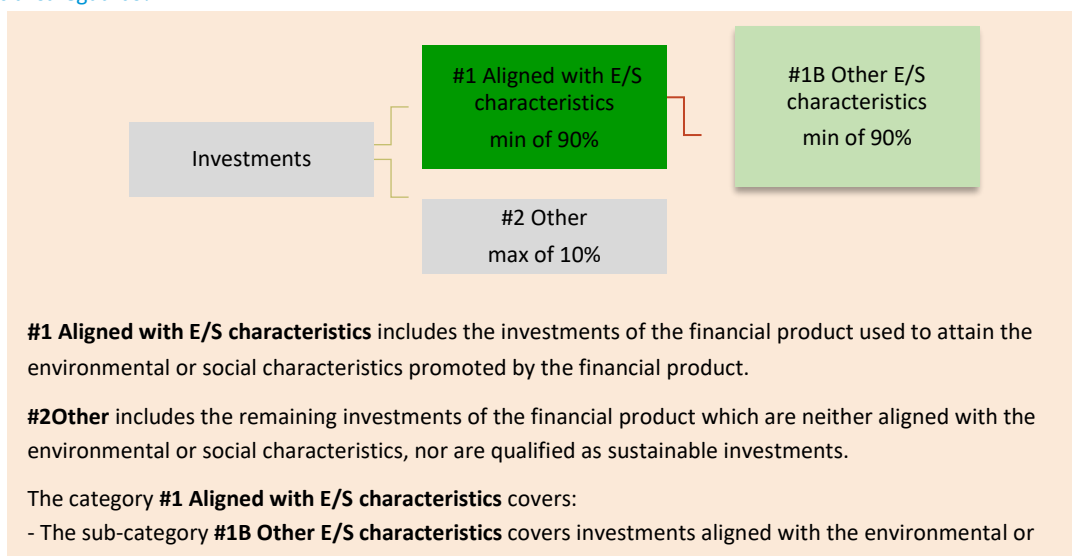 #1 Aligned with E/S
characteristics
min of 90%
#1B Other E/S
characteristics
min of 90%
Investments
#2 Other
max of 10%
#1 Aligned with E/S characteristics includes the investments of the financial product used to attain the
environmental or social characteristics promoted by the financial product.
#2Other includes the remaining investments of the financial product which are neither aligned with the
environmental or social characteristics, nor are qualified as sustainable investments.
The category #1 Aligned with E/S characteristics covers:
- The sub-category #1B Other E/S characteristics covers investments aligned with the environmental or